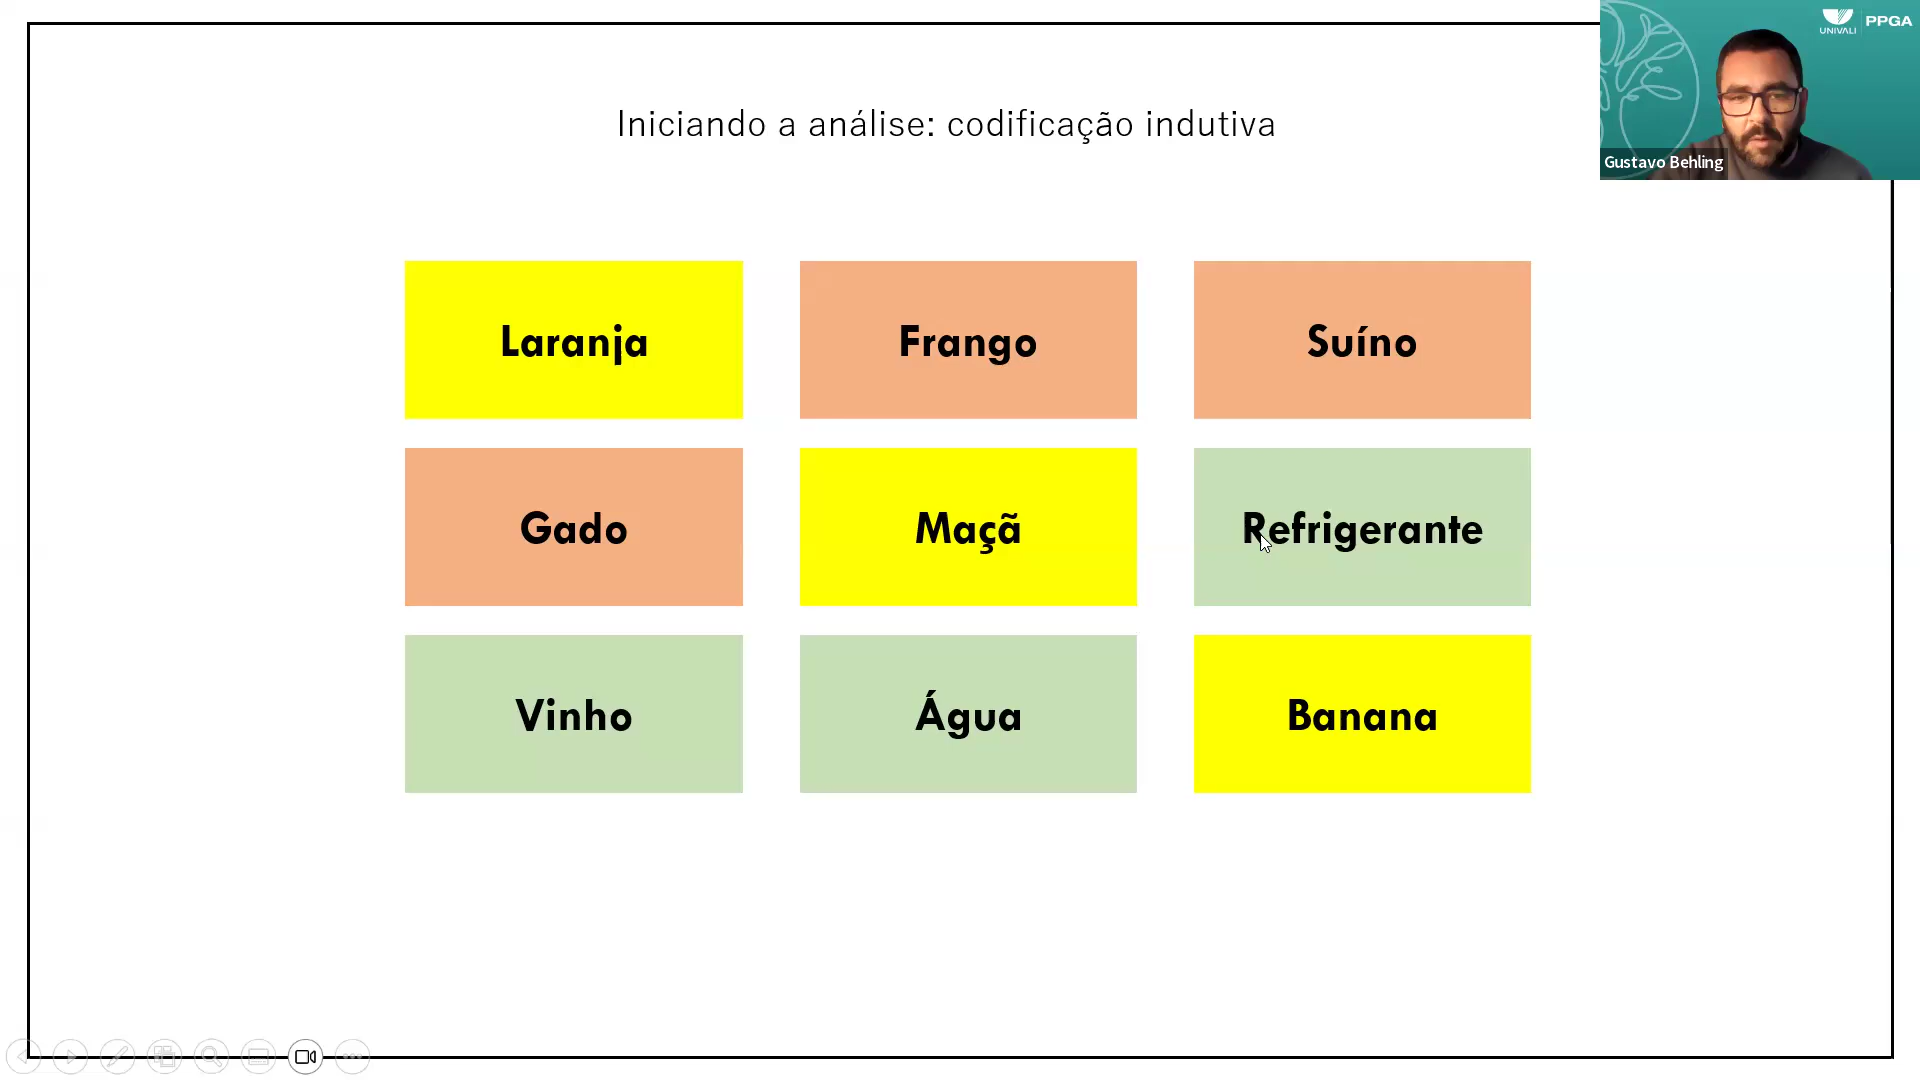 UNIVALI PPGA
Gustavo Behling
Iniciando a análise: codificação indutiva
Laranja
Frango
Suíno
Gado
Maçã
Refrigerante
Vinho
Água
Banana